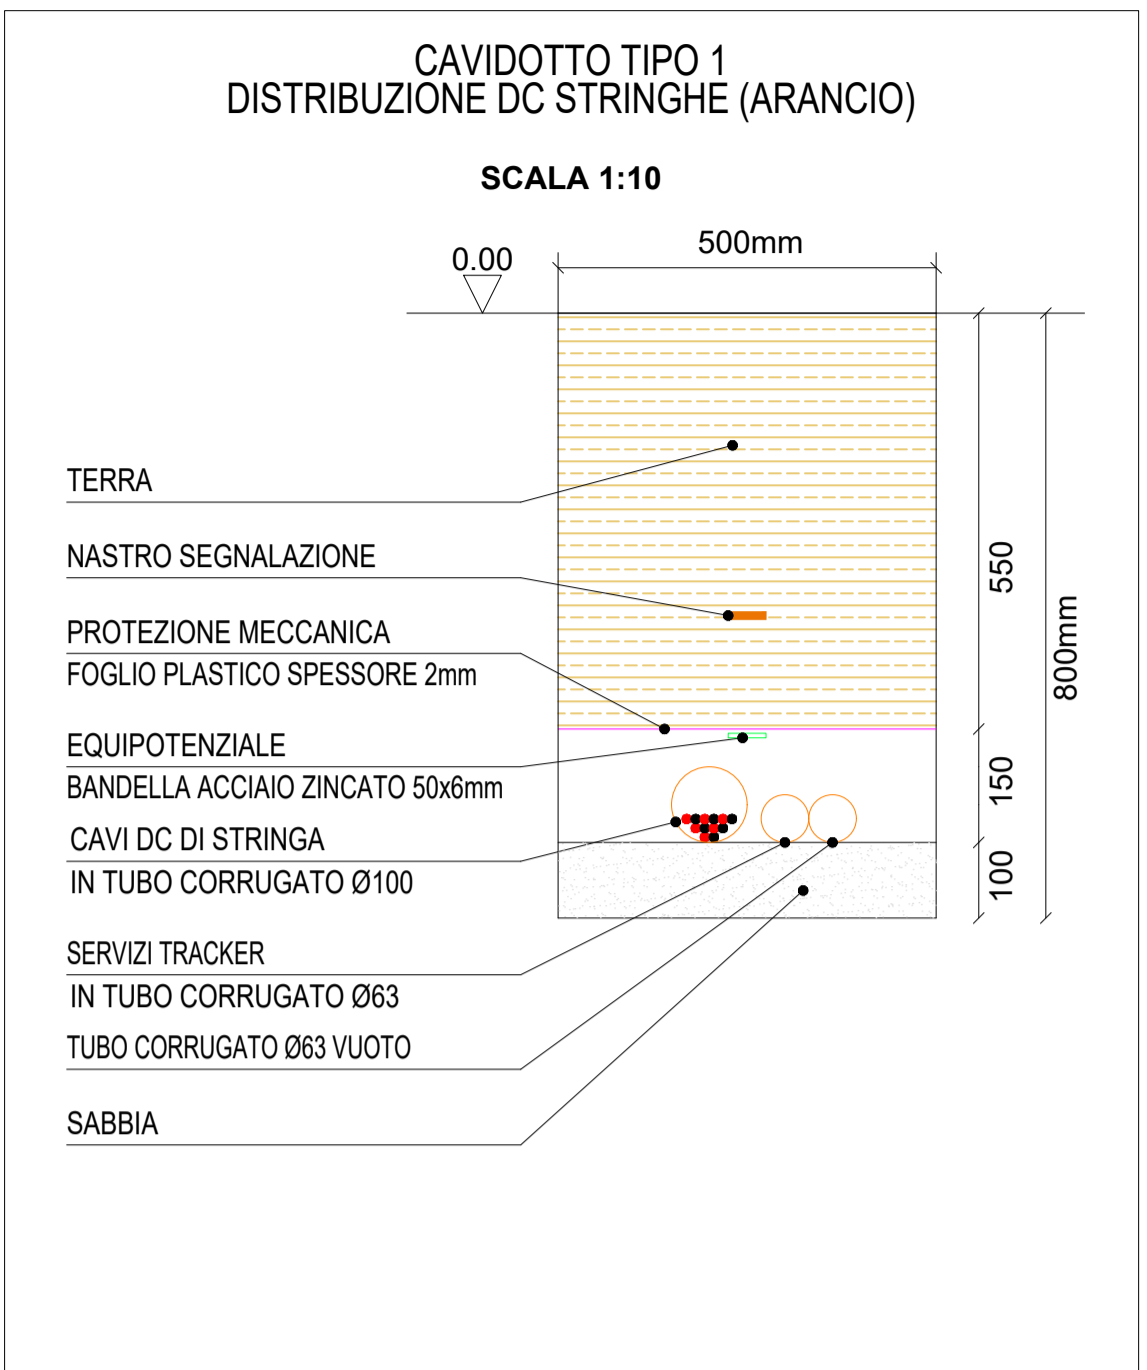 CAVIDOTTO TIPO 1
DISTRIBUZIONE DC STRINGHE (ARANCIO)
SCALA 1:10
500mm
0.00
TERRA
NASTRO SEGNALAZIONE
PROTEZIONE MECCANICA
FOGLIO PLASTICO SPESSORE 2mm
EQUIPOTENZIALE
BANDELLA ACCIAIO ZINCATO 50x6mm
CAVI DC DI STRINGA
IN TUBO CORRUGATO Ø100
SERVIZI TRACKER
IN TUBO CORRUGATO Ø63
TUBO CORRUGATO Ø63 VUOTO
SABBIA
550
150
100
800mm